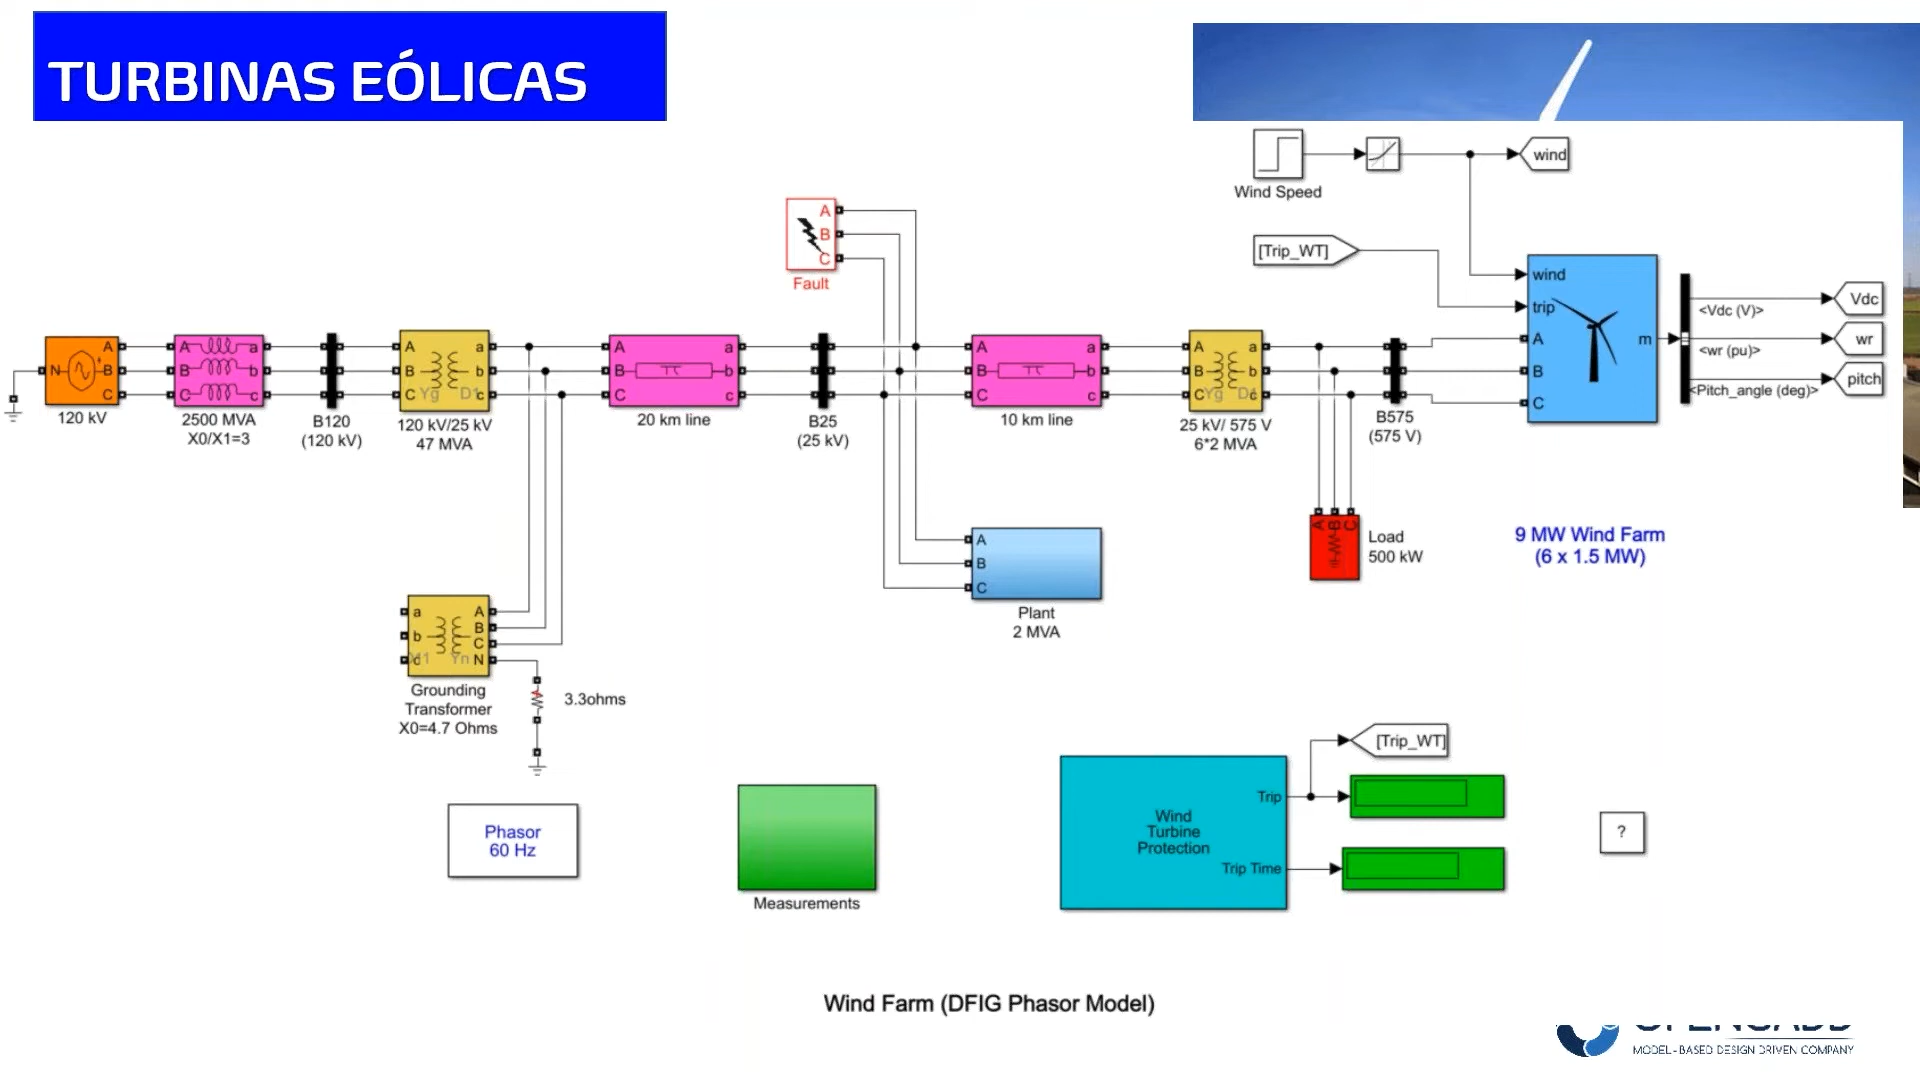 TURBINAS EÓLICAS
Wind Speed
wind
[Trip_WT]
wind
trip
A
B
C
m
<Vdc (V)>
<wr (pu)>
<Pitch_angle (deg)>
Vdc
wr
pitch
A
B
C
Fault
N
A
B
C
120 kV
A
B
C
a
b
c
2500 MVA
X0/X1=3
B120
(120 kV)
A
B
C
Yg
D1
a
b
c
120 kV/25 kV
47 MVA
A
B
C
a
b
c
20 km line
B25
(25 kV)
A
B
C
a
b
c
10 km line
A
B
C
Yg
a
b
c
25 kV/ 575 V
6*2 MVA
B575
(575 V)
A
B
C
Load
500 kW
9 MW Wind Farm
(6 x 1.5 MW)
A
B
C
Plant
2 MVA
a
b
c
A
B
C
Yn
N
Grounding
Transformer
X0=4.7 Ohms
3.3ohms
Phasor
60 Hz
Measurements
Wind
Turbine
Protection
Trip
Trip Time
[Trip_WT]
?
Wind Farm (DFIG Phasor Model)
MODEL-BASED DESIGN DRIVEN COMPANY